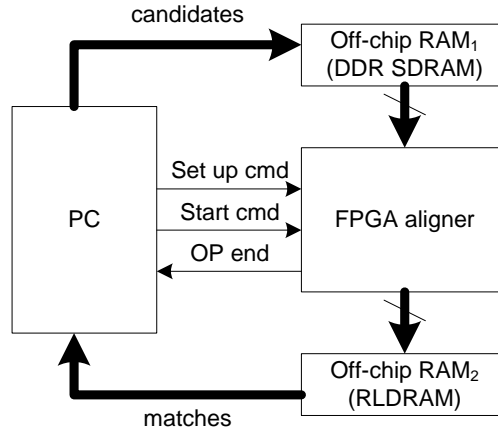 candidates
Off-chip RAM₁
(DDR SDRAM)
Set up cmd
PC
Start cmd
FPGA aligner
OP end
Off-chip RAM₂
(RLDRAM)
matches